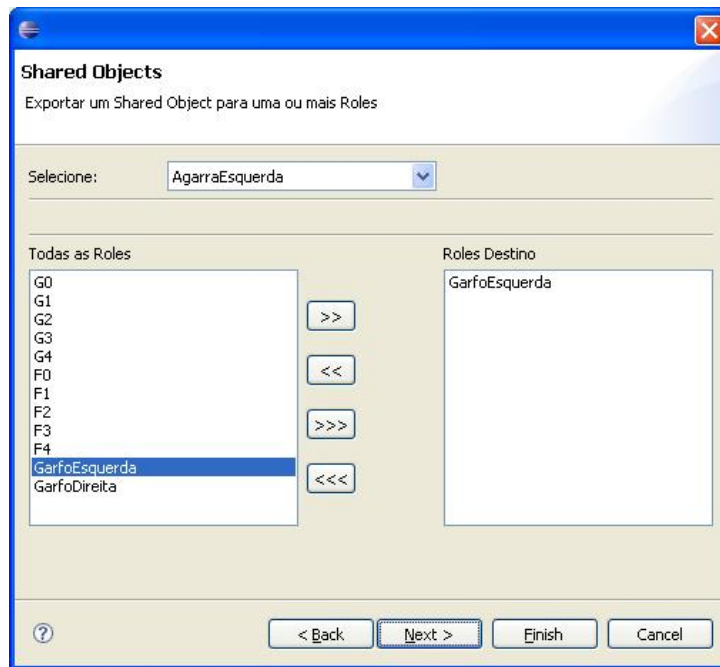 Shared Objects
Exportar um Shared Object para uma ou mais Roles
Selecione:
AgarraEsquerda
Todas as Roles
Roles Destino
G0
G1
G2
G3
G4
F0
F1
F2
F3
F4
GarfoEsquerda
GarfoDireita
>>
<<
>>>
<<<
GarfoEsquerda
?
< Back
Next >
Finish
Cancel